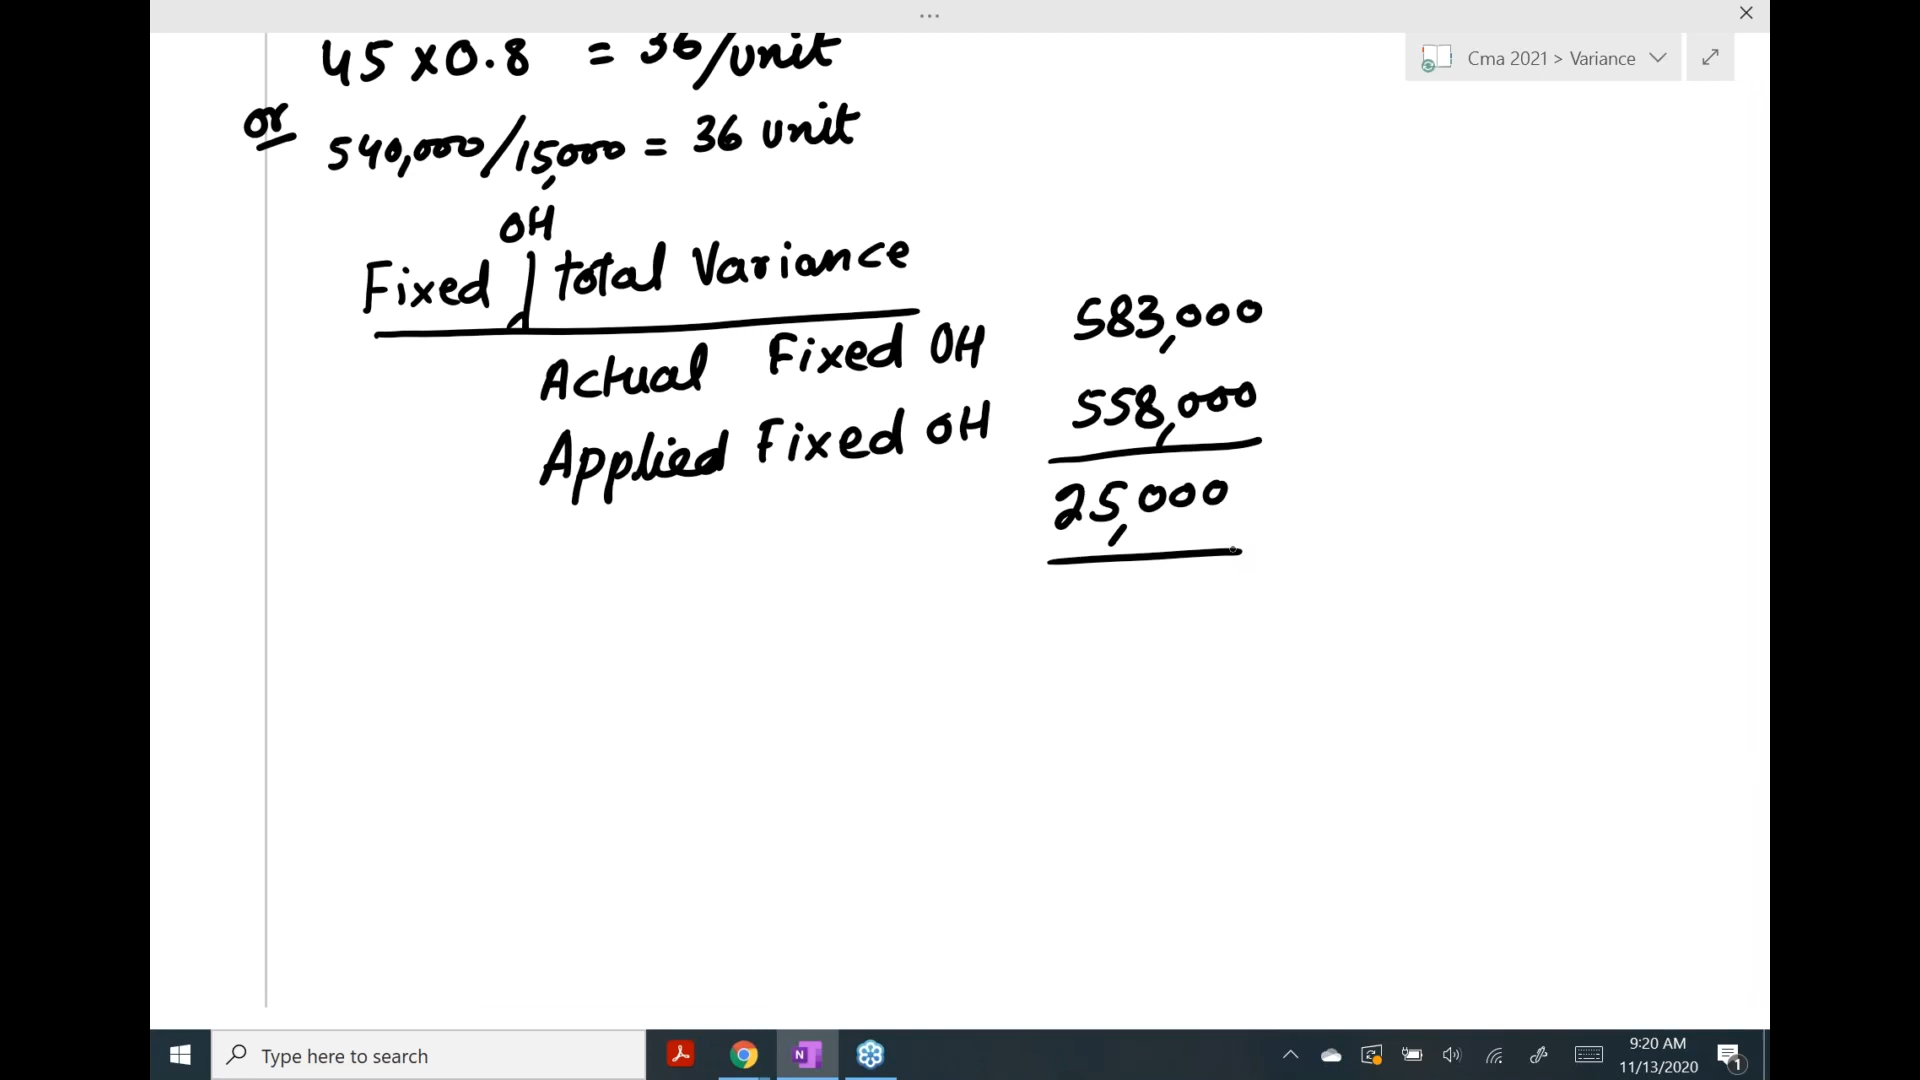 Cma 2021 > Variance
45 x 0.8 = 36/unit
or
540,000/15,000 = 36 unit
OH
Fixed total Variance
Actual Fixed OH 583,000
Applied Fixed OH 558,000
25,000
Type here to search
9:20 AM
11/13/2020
1